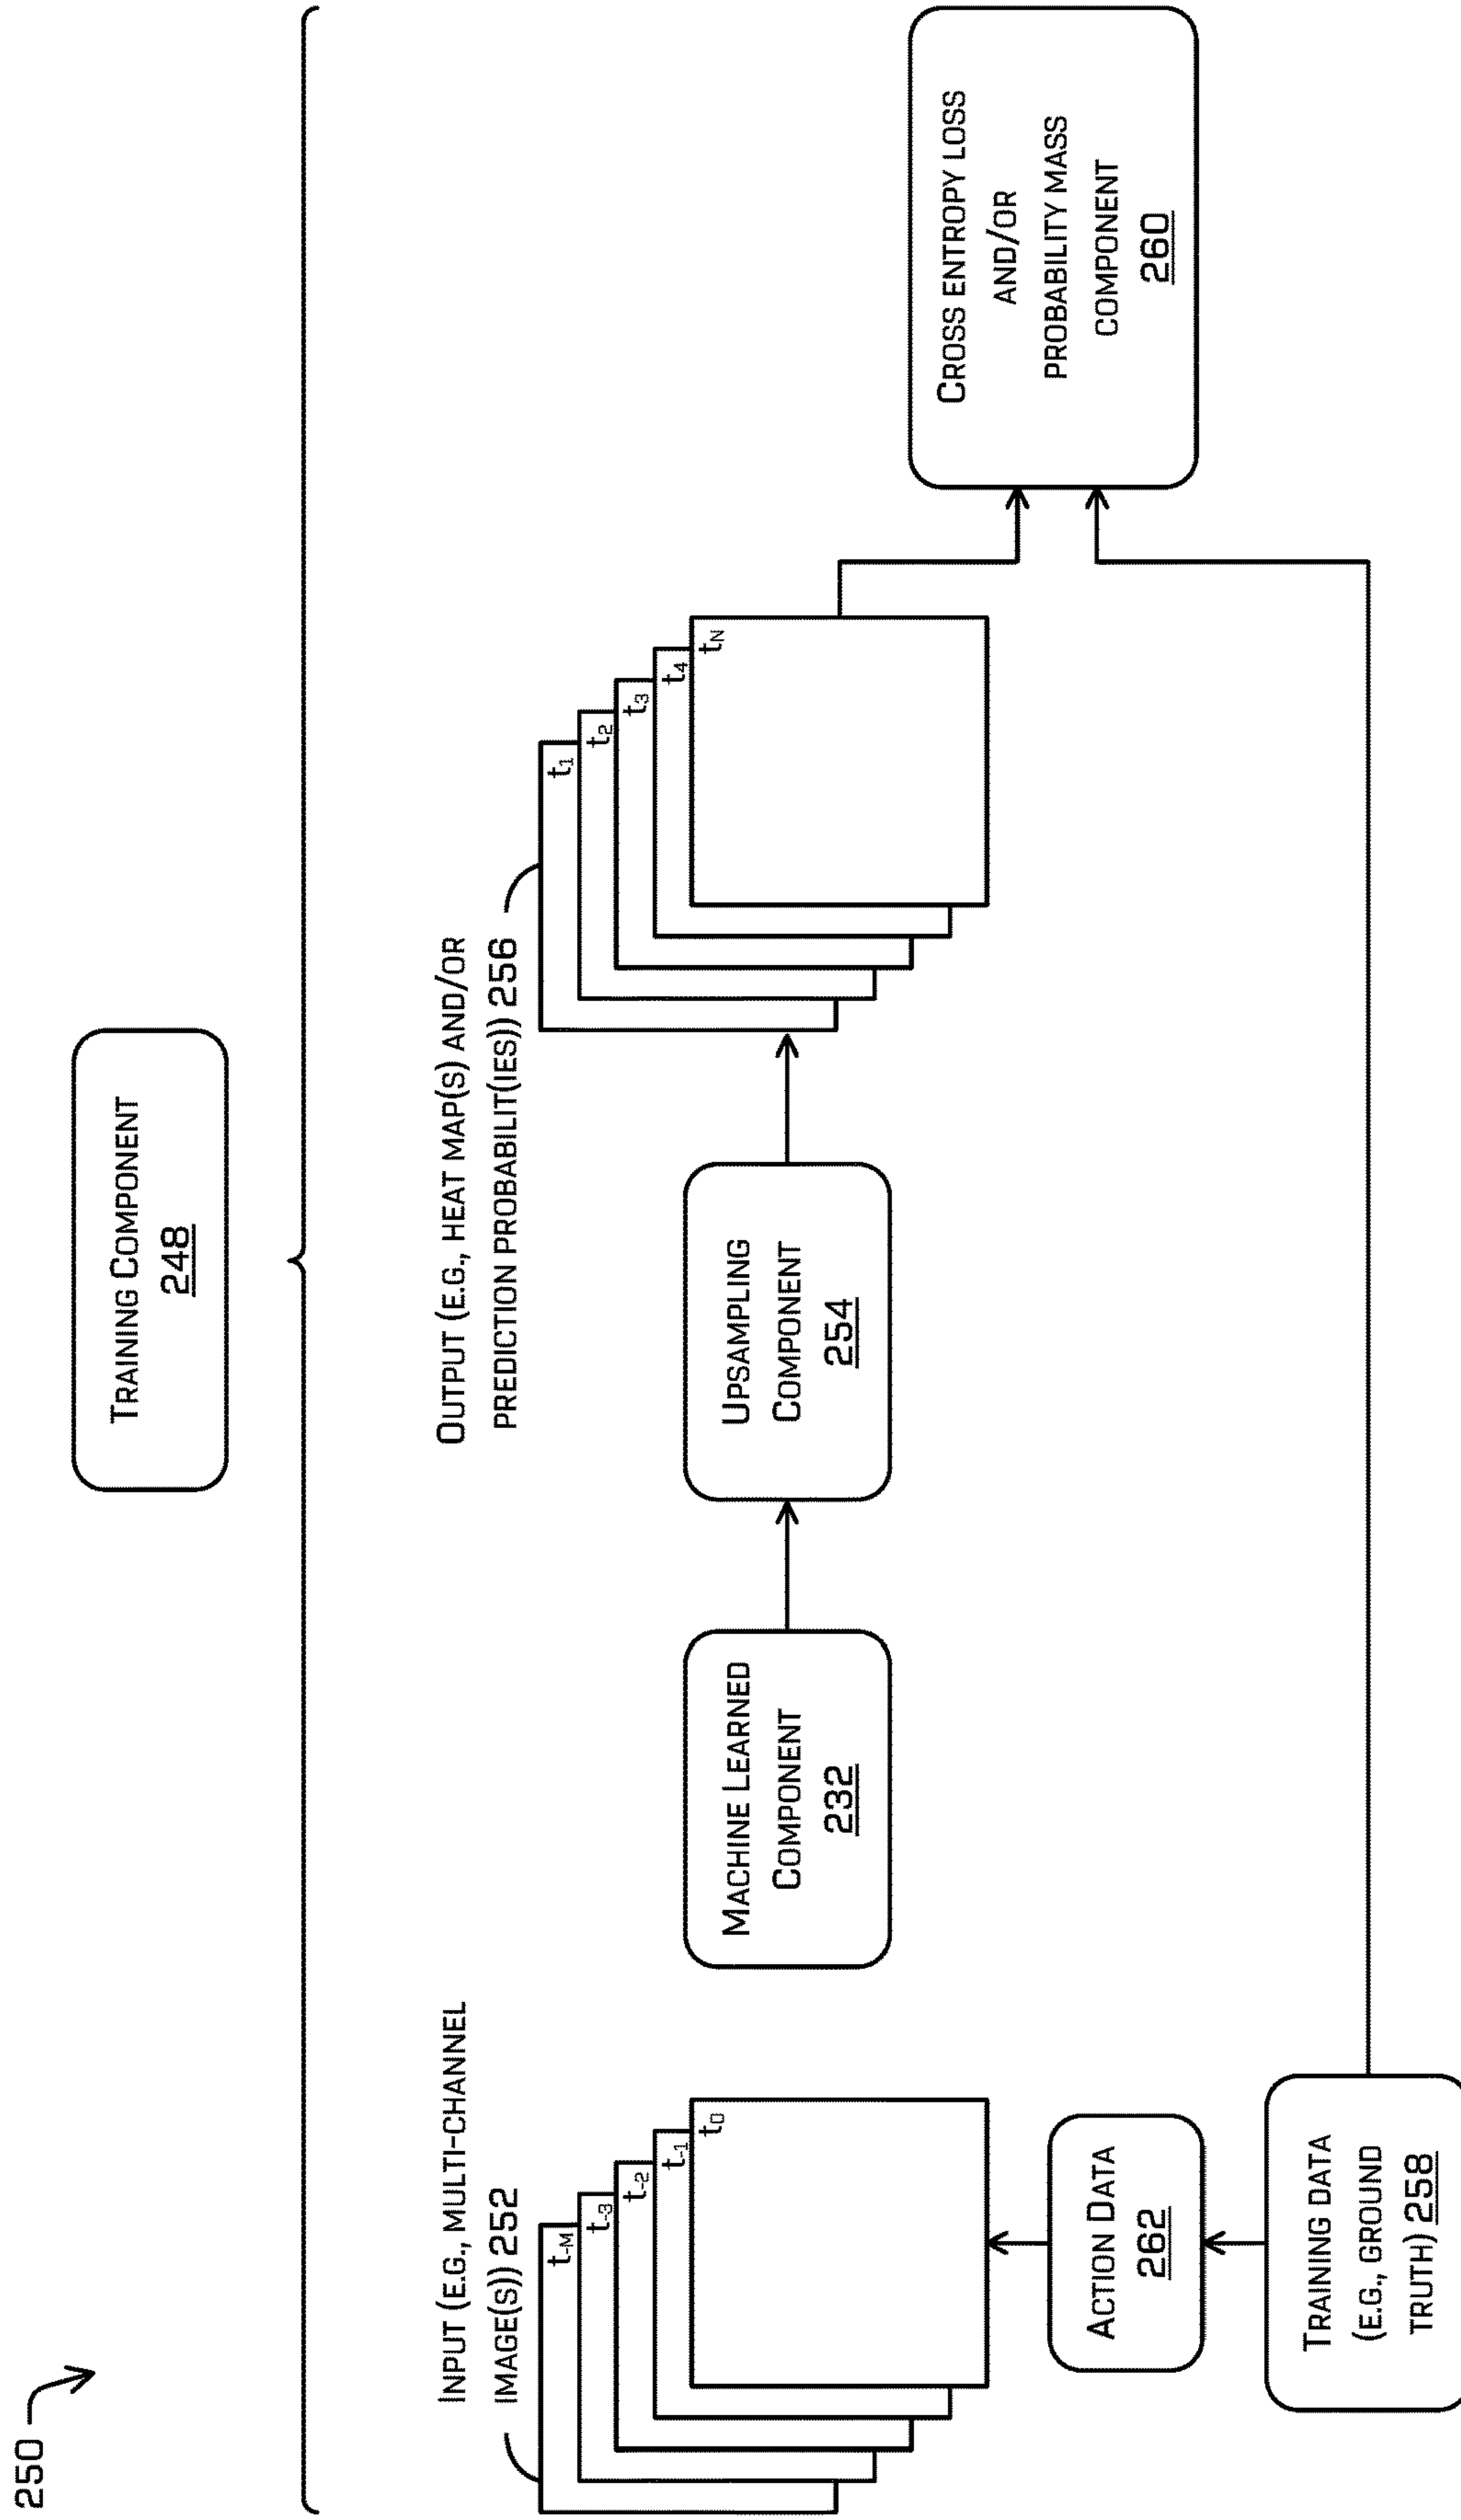 250
TRAINING COMPONENT
248
INPUT (E.G., MULTI-CHANNEL
IMAGE(S)) 252
t-M
t-3
t-2
t-1
t0
MACHINE LEARNED
COMPONENT
232
UPSAMPLING
COMPONENT
254
OUTPUT (E.G., HEAT MAP(S) AND/OR
PREDICTION PROBABILIT(IES)) 256
t1
t2
t3
t4
tN
CROSS ENTROPY LOSS
AND/OR
PROBABILITY MASS
COMPONENT
260
ACTION DATA
262
TRAINING DATA
(E.G., GROUND
TRUTH) 258